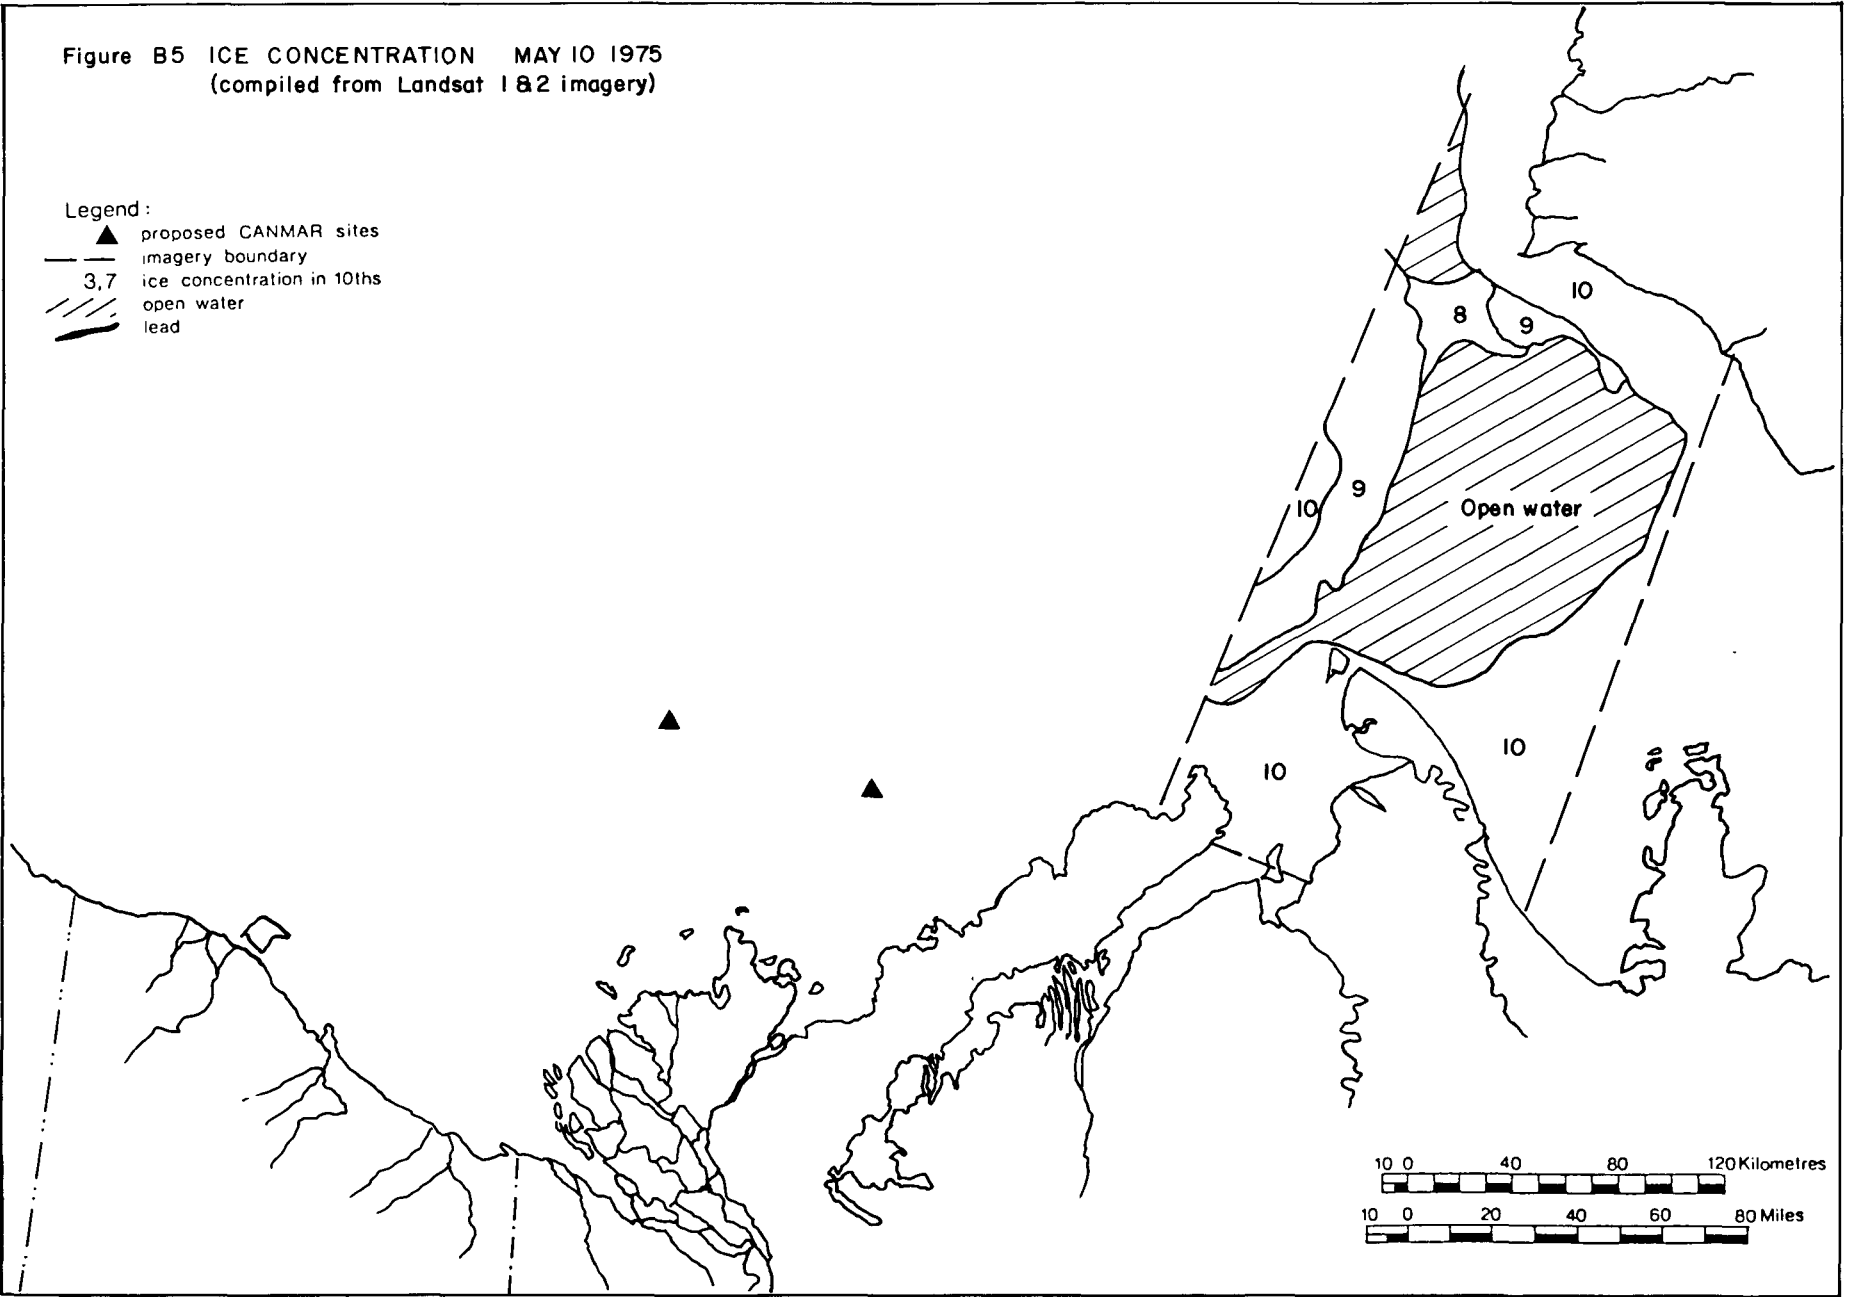 Figure B5 ICE CONCENTRATION MAY 10 1975
(compiled from Landsat 1 & 2 imagery)
Legend :
proposed CANMAR sites
imagery boundary
3,7 ice concentration in 10ths
open water
lead
10
8
9
9
10
Open water
10
10
10 0 40 80 120 Kilometres
10 0 20 40 60 80 Miles